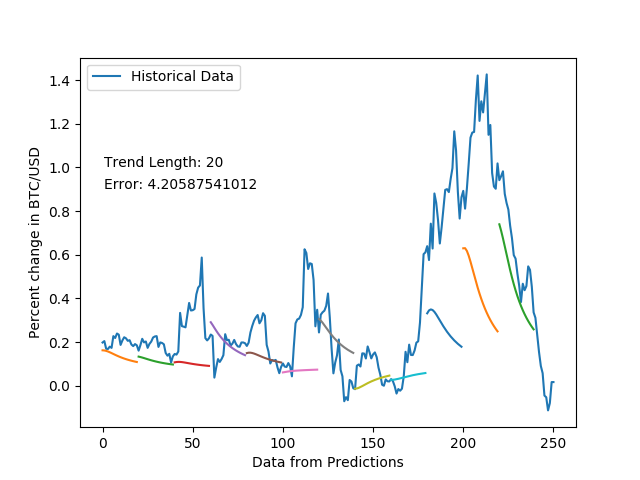 Historical Data
Trend Length: 20
Error: 4.20587541012
Percent change in BTC/USD
1.4
1.2
1.0
0.8
0.6
0.4
0.2
0.0
0 50 100 150 200 250
Data from Predictions